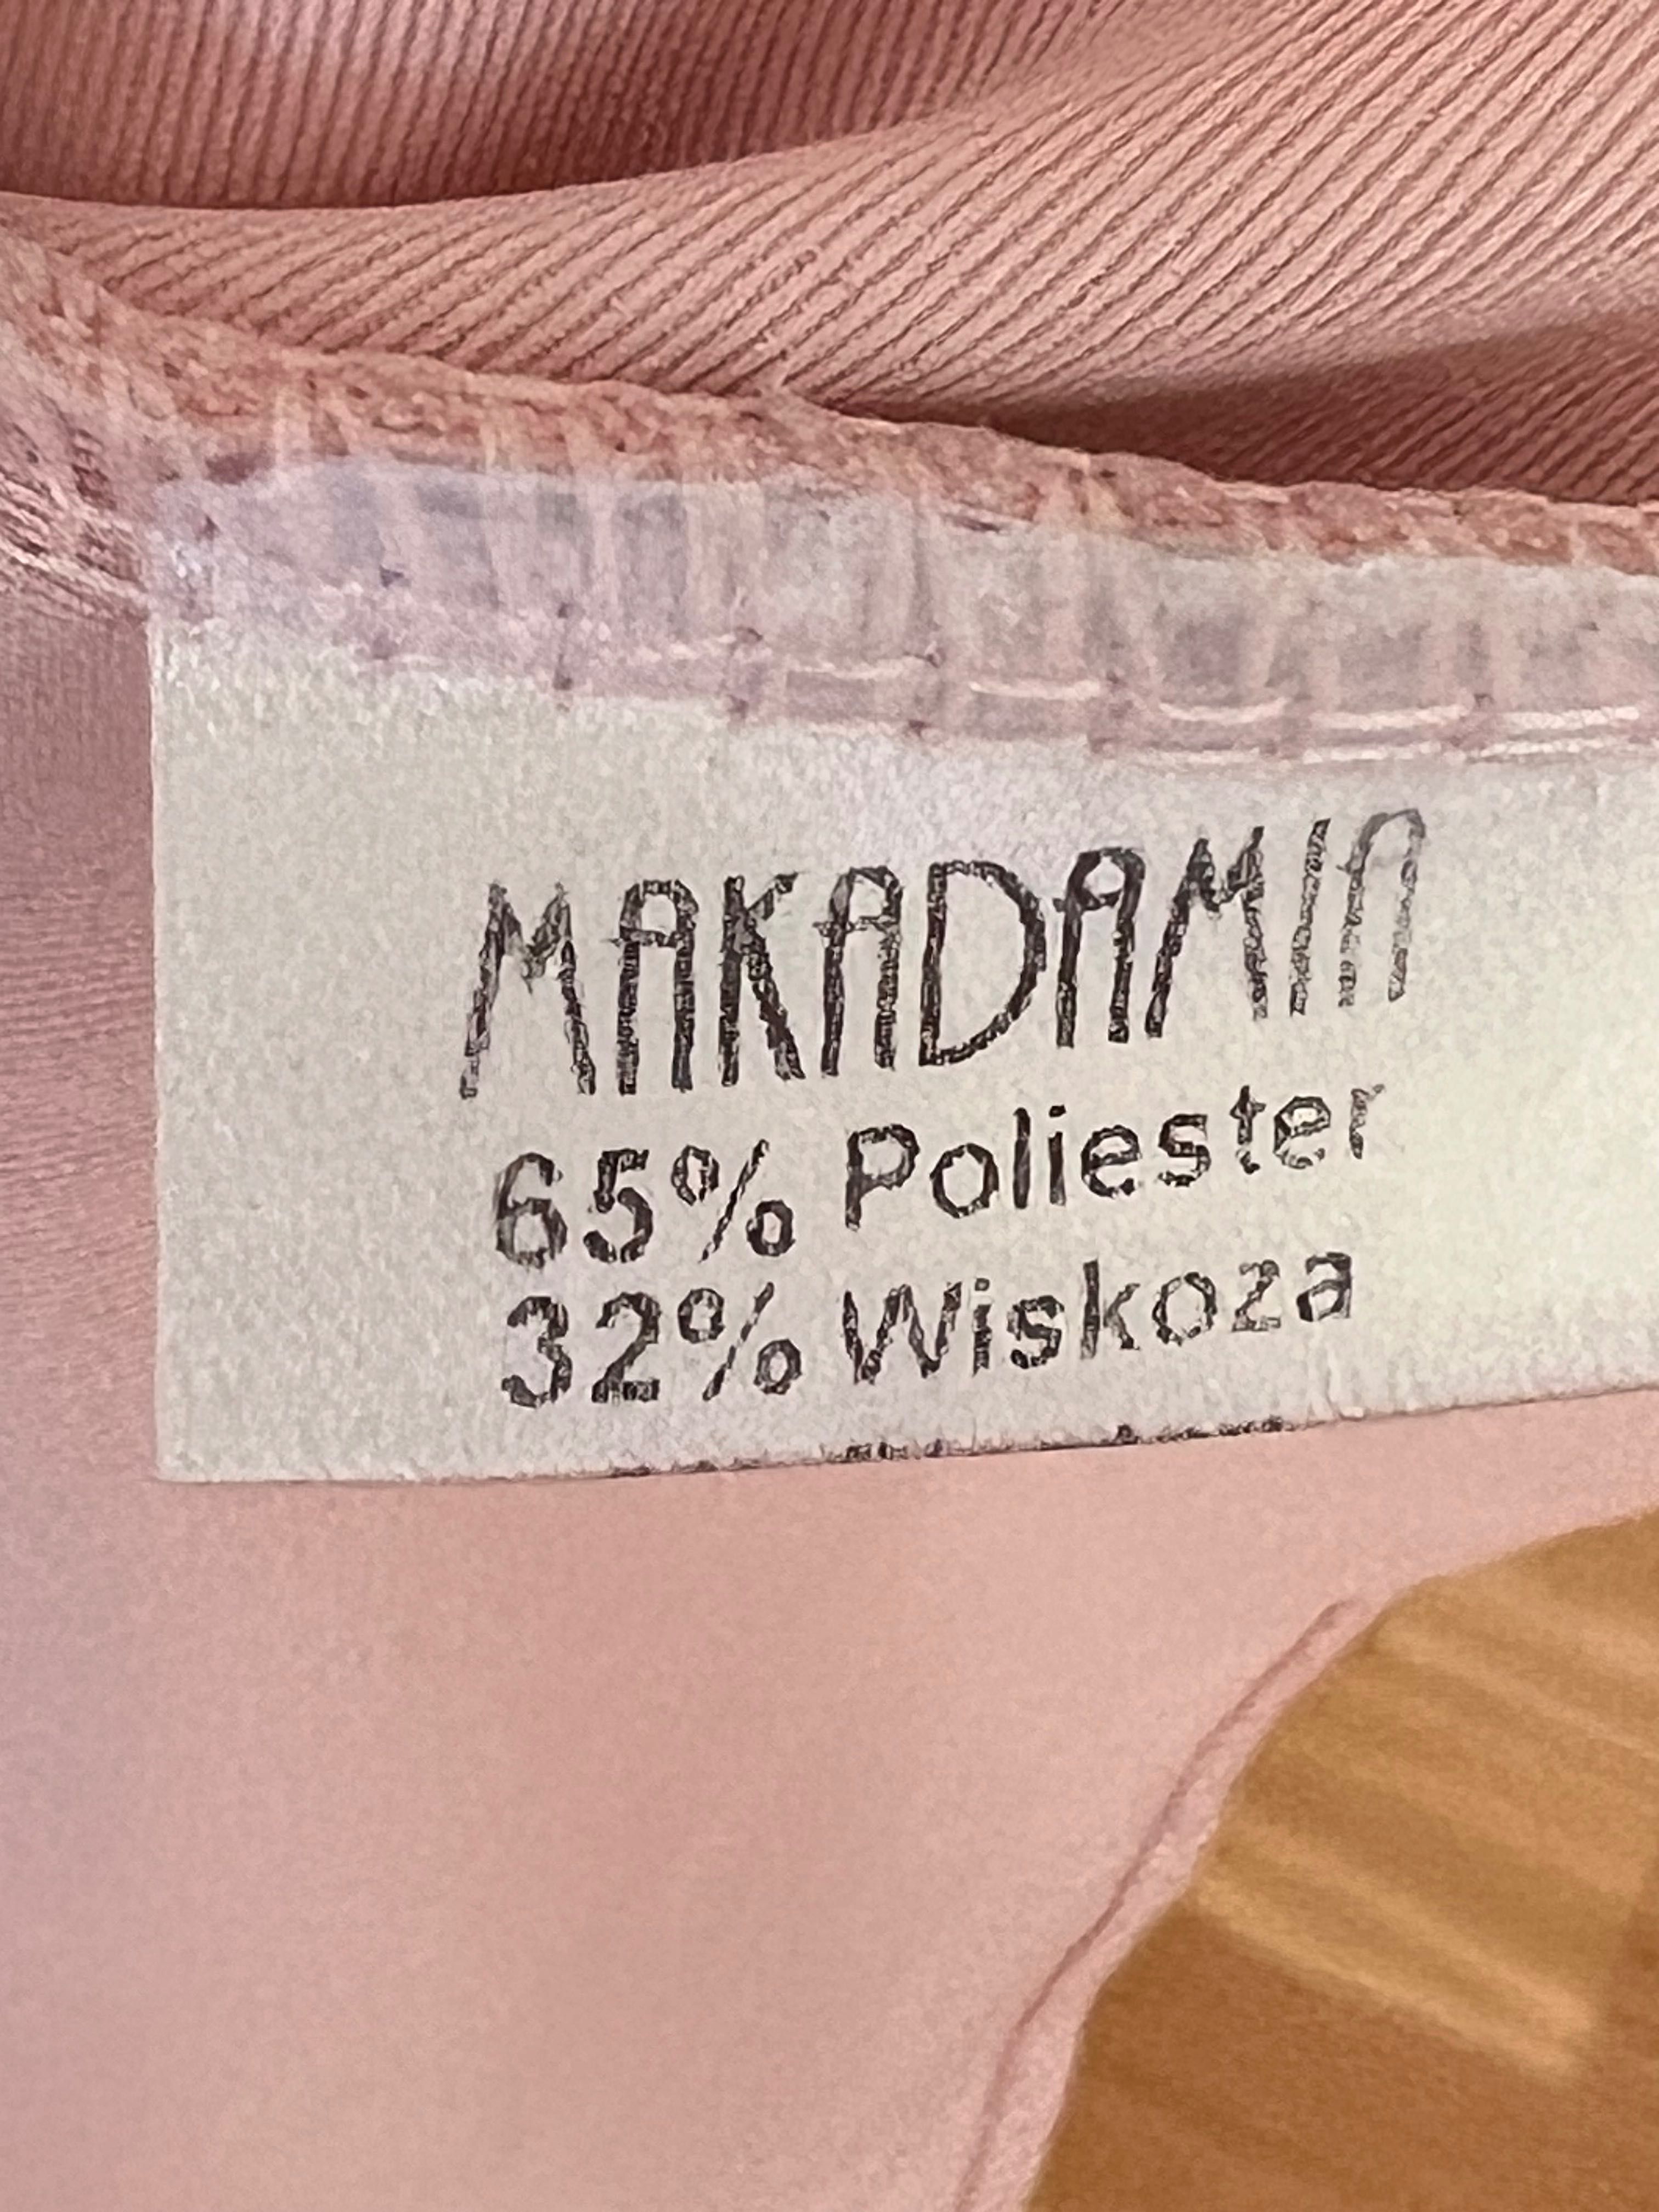 MAKADAMIA
65% Poliester
32% Wiskoza